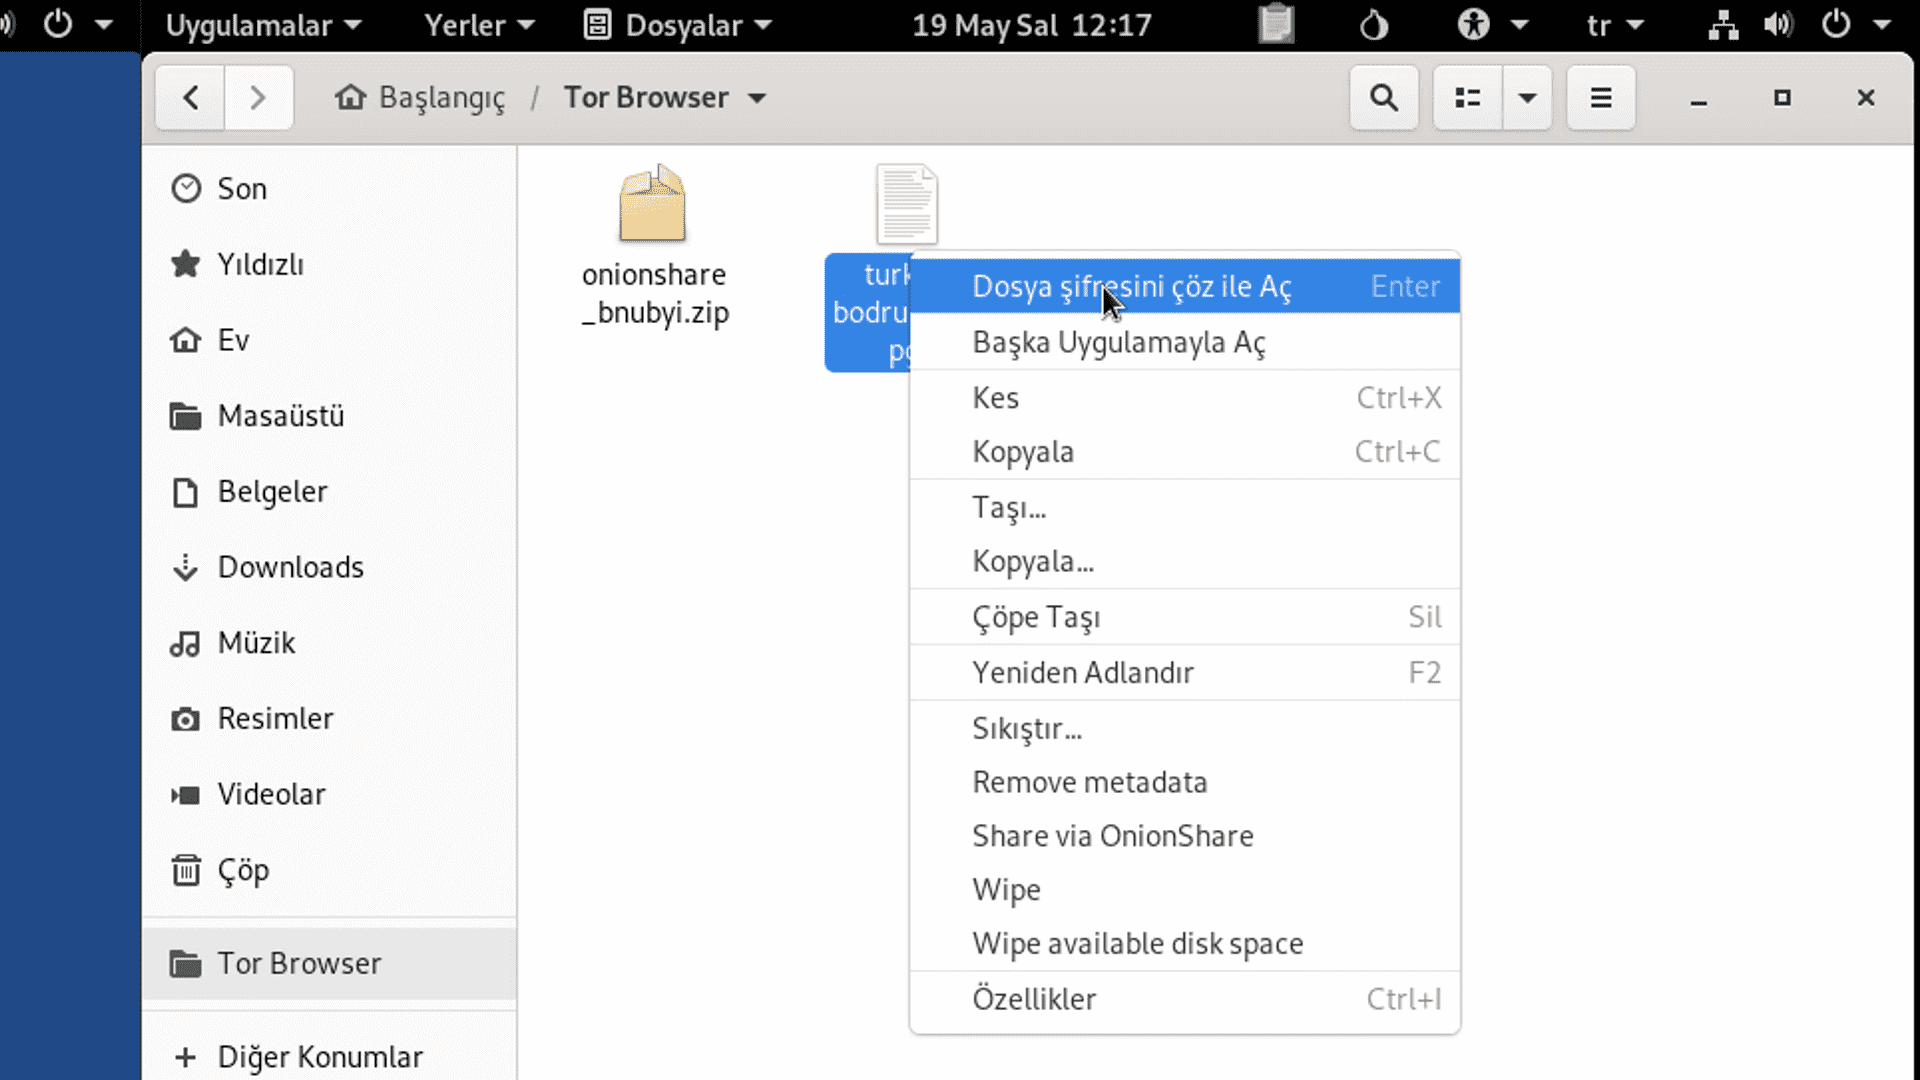 Uygulamalar
Yerler
Dosyalar
19 May Sal 12:17
tr
Başlangıç / Tor Browser
Son
Yıldızlı
Ev
Masaüstü
Belgeler
Downloads
Müzik
Resimler
Videolar
Çöp
Tor Browser
+ Diğer Konumlar
onionshare
_bnubyi.zip
Dosya şifresini çöz ile Aç Enter
Başka Uygulamayla Aç
Kes Ctrl+X
Kopyala Ctrl+C
Taşı...
Kopyala...
Çöpe Taşı Sil
Yeniden Adlandır F2
Sıkıştır...
Remove metadata
Share via OnionShare
Wipe
Wipe available disk space
Özellikler Ctrl+I